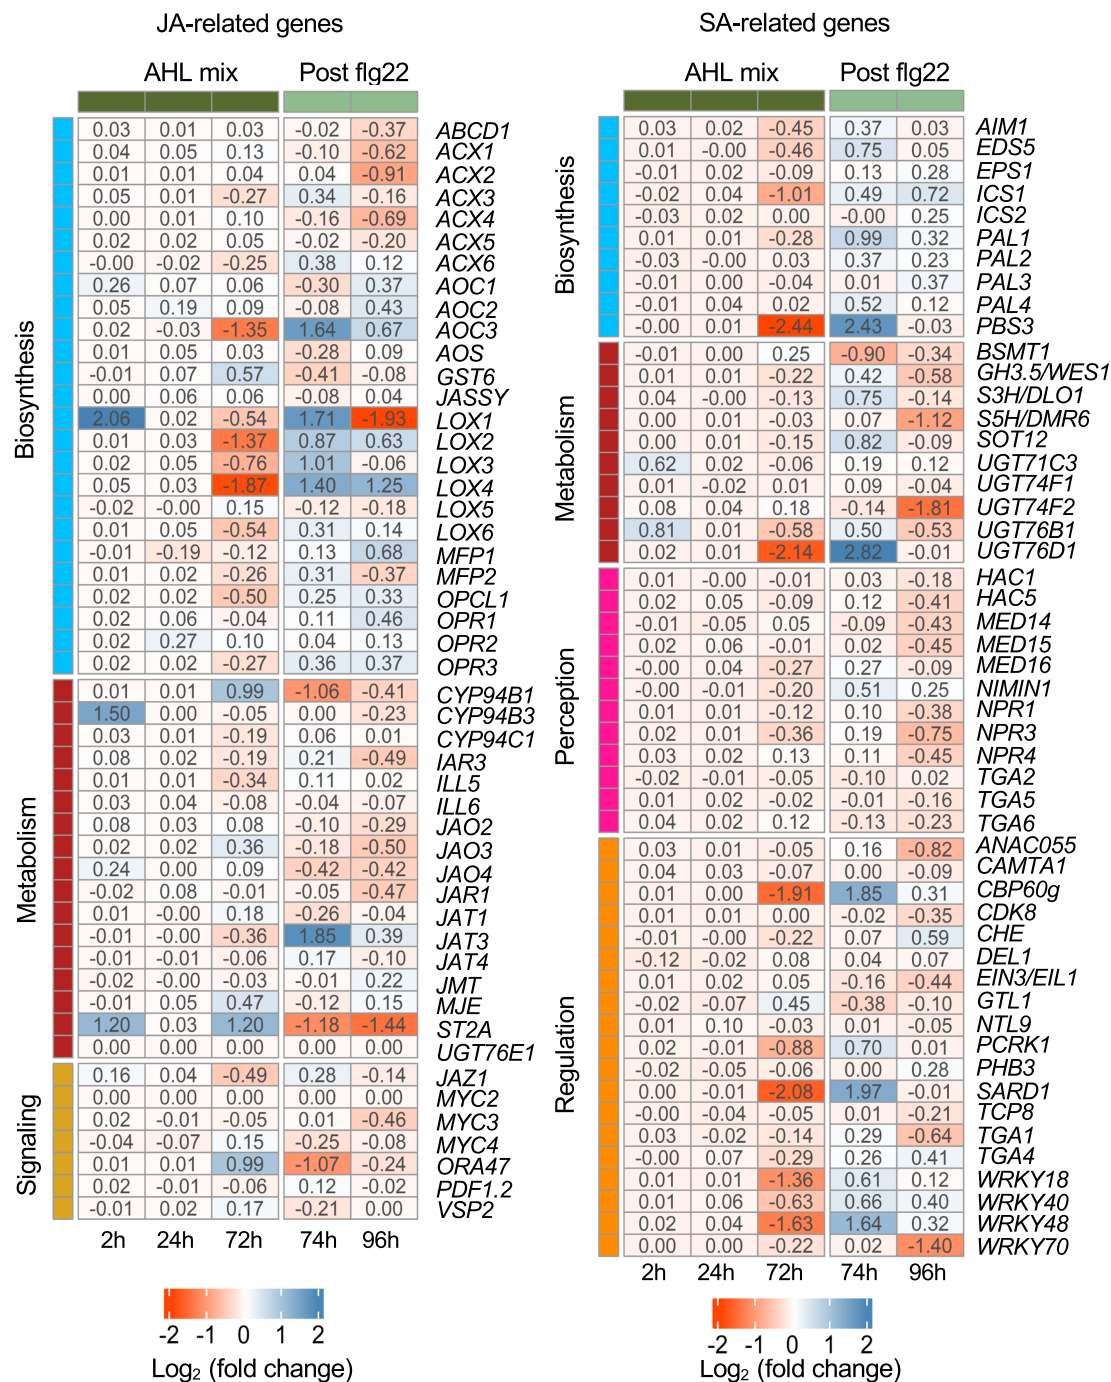 JA-related genes
AHL mix Post flg22
Biosynthesis
0.03 0.01 0.03 -0.02 -0.37 ABCD1
0.04 0.05 0.13 -0.10 -0.62 ACX1
0.01 0.01 0.04 0.04 -0.91 ACX2
0.05 0.01 -0.27 0.34 -0.16 ACX3
0.00 0.01 0.10 -0.16 -0.69 ACX4
0.02 0.02 0.05 -0.02 -0.20 ACX5
-0.00 -0.02 -0.25 0.38 0.12 ACX6
0.26 0.07 0.06 -0.30 0.37 AOC1
0.05 0.19 0.09 -0.08 0.43 AOC2
0.02 -0.03 -1.35 1.64 0.67 AOC3
0.01 0.05 0.03 -0.28 0.09 AOS
-0.01 0.07 0.57 -0.41 -0.08 GST6
0.00 0.06 0.06 -0.08 0.04 JASSY
2.06 0.02 -0.54 1.71 -1.93 LOX1
0.01 0.03 -1.37 0.87 0.63 LOX2
0.02 0.05 -0.76 1.01 -0.06 LOX3
0.05 0.03 -1.87 1.40 1.25 LOX4
-0.02 -0.00 0.15 -0.12 -0.18 LOX5
0.01 0.05 -0.54 0.31 0.14 LOX6
-0.01 -0.19 -0.12 0.13 0.68 MFP1
0.01 0.02 -0.26 0.31 -0.37 MFP2
0.02 0.02 -0.50 0.25 0.33 OPCL1
0.02 0.06 -0.04 0.11 0.46 OPR1
0.02 0.27 0.10 0.04 0.13 OPR2
0.02 0.02 -0.27 0.36 0.37 OPR3
Metabolism
0.01 0.01 0.99 -1.06 -0.41 CYP94B1
1.50 0.00 -0.05 0.00 -0.23 CYP94B3
0.03 0.01 -0.19 0.06 0.01 CYP94C1
0.08 0.02 -0.19 0.21 -0.49 IAR3
0.01 0.01 -0.34 0.11 0.02 ILL5
0.03 0.04 -0.08 -0.04 -0.07 ILL6
0.08 0.03 0.08 -0.10 -0.29 JAO2
0.02 0.02 0.36 -0.18 -0.50 JAO3
0.24 0.00 0.09 -0.42 -0.42 JAO4
-0.02 0.08 -0.01 -0.05 -0.47 JAR1
0.01 -0.00 0.18 -0.26 -0.04 JAT1
-0.01 -0.00 -0.36 1.85 0.39 JAT3
-0.01 -0.01 -0.06 0.17 -0.10 JAT4
-0.02 -0.00 -0.03 -0.01 0.22 JMT
-0.01 0.05 0.47 -0.12 0.15 MJE
1.20 0.03 1.20 -1.18 -1.44 ST2A
0.00 0.00 0.00 0.00 0.00 UGT76E1
Signaling
0.16 0.04 -0.49 0.28 -0.14 JAZ1
0.00 0.00 0.00 0.00 0.00 MYC2
0.02 -0.01 -0.05 0.01 -0.46 MYC3
-0.04 -0.07 0.15 -0.25 -0.08 MYC4
0.01 0.01 0.99 -1.07 -0.24 ORA47
0.02 -0.01 -0.06 0.12 -0.02 PDF1.2
-0.01 0.02 0.17 -0.21 0.00 VSP2
2h 24h 72h 74h 96h
-2 -1 0 1 2
Log₂ (fold change)
SA-related genes
AHL mix Post flg22
Biosynthesis
0.03 0.02 -0.45 0.37 0.03 AIM1
0.01 -0.00 -0.46 0.75 0.05 EDS5
-0.01 0.02 -0.09 0.13 0.28 EPS1
-0.02 0.04 -1.01 0.49 0.72 ICS1
-0.03 0.02 0.00 -0.00 0.25 ICS2
0.01 0.01 -0.28 0.99 0.32 PAL1
-0.03 -0.00 0.03 0.37 0.23 PAL2
-0.01 0.00 -0.04 0.01 0.37 PAL3
-0.01 0.04 0.02 0.52 0.12 PAL4
-0.00 0.01 -2.44 2.43 -0.03 PBS3
Metabolism
-0.01 0.00 0.25 -0.90 -0.34 BSMT1
0.01 0.01 -0.22 0.42 -0.58 GH3.5/WES1
0.04 -0.00 -0.13 0.75 -0.14 S3H/DLO1
0.00 0.01 -0.03 0.07 -1.12 S5H/DMR6
0.00 0.01 -0.15 0.82 -0.09 SOT12
0.62 0.02 -0.06 0.19 0.12 UGT71C3
0.01 -0.02 0.01 0.09 -0.04 UGT74F1
0.08 0.04 0.18 -0.14 -1.81 UGT74F2
0.81 0.01 -0.58 0.50 -0.53 UGT76B1
0.02 0.01 -2.14 2.82 -0.01 UGT76D1
Perception
0.01 -0.00 -0.01 0.03 -0.18 HAC1
0.02 0.05 -0.09 0.12 -0.41 HAC5
-0.01 -0.05 0.05 -0.09 -0.43 MED14
0.02 0.06 -0.01 0.02 -0.45 MED15
-0.00 0.04 -0.27 0.27 -0.09 MED16
-0.00 -0.01 -0.20 0.51 0.25 NIMIN1
0.01 0.01 -0.12 0.10 -0.38 NPR1
0.02 0.01 -0.36 0.19 -0.75 NPR3
0.03 0.02 0.13 0.11 -0.45 NPR4
-0.02 -0.01 -0.05 -0.10 0.02 TGA2
0.01 0.02 -0.02 -0.01 -0.16 TGA5
0.04 0.02 0.12 -0.13 -0.23 TGA6
Regulation
0.03 0.01 -0.05 0.16 -0.82 ANAC055
0.04 0.03 -0.07 0.00 -0.09 CAMTA1
0.01 0.00 -1.91 1.85 0.31 CBP60g
0.01 0.01 0.00 -0.02 -0.35 CDK8
-0.01 -0.00 -0.22 0.07 0.59 CHE
-0.12 -0.02 0.08 0.04 0.07 DEL1
0.01 0.02 0.05 -0.16 -0.44 EIN3/EIL1
-0.02 -0.07 0.45 -0.38 -0.10 GTL1
0.01 0.10 -0.03 0.01 -0.05 NTL9
0.02 -0.01 -0.88 0.70 0.01 PCRK1
-0.02 -0.05 -0.06 0.00 0.28 PHB3
0.00 -0.01 -2.08 1.97 -0.01 SARD1
-0.00 -0.04 -0.05 0.01 -0.21 TCP8
0.03 -0.02 -0.14 0.29 -0.64 TGA1
-0.00 0.07 -0.29 0.26 0.41 TGA4
0.01 0.01 -1.36 0.61 0.12 WRKY18
0.01 0.06 -0.63 0.66 0.40 WRKY40
0.02 0.04 -1.63 1.64 0.32 WRKY48
0.00 0.00 -0.22 0.02 -1.40 WRKY70
2h 24h 72h 74h 96h
-2 -1 0 1 2
Log₂ (fold change)